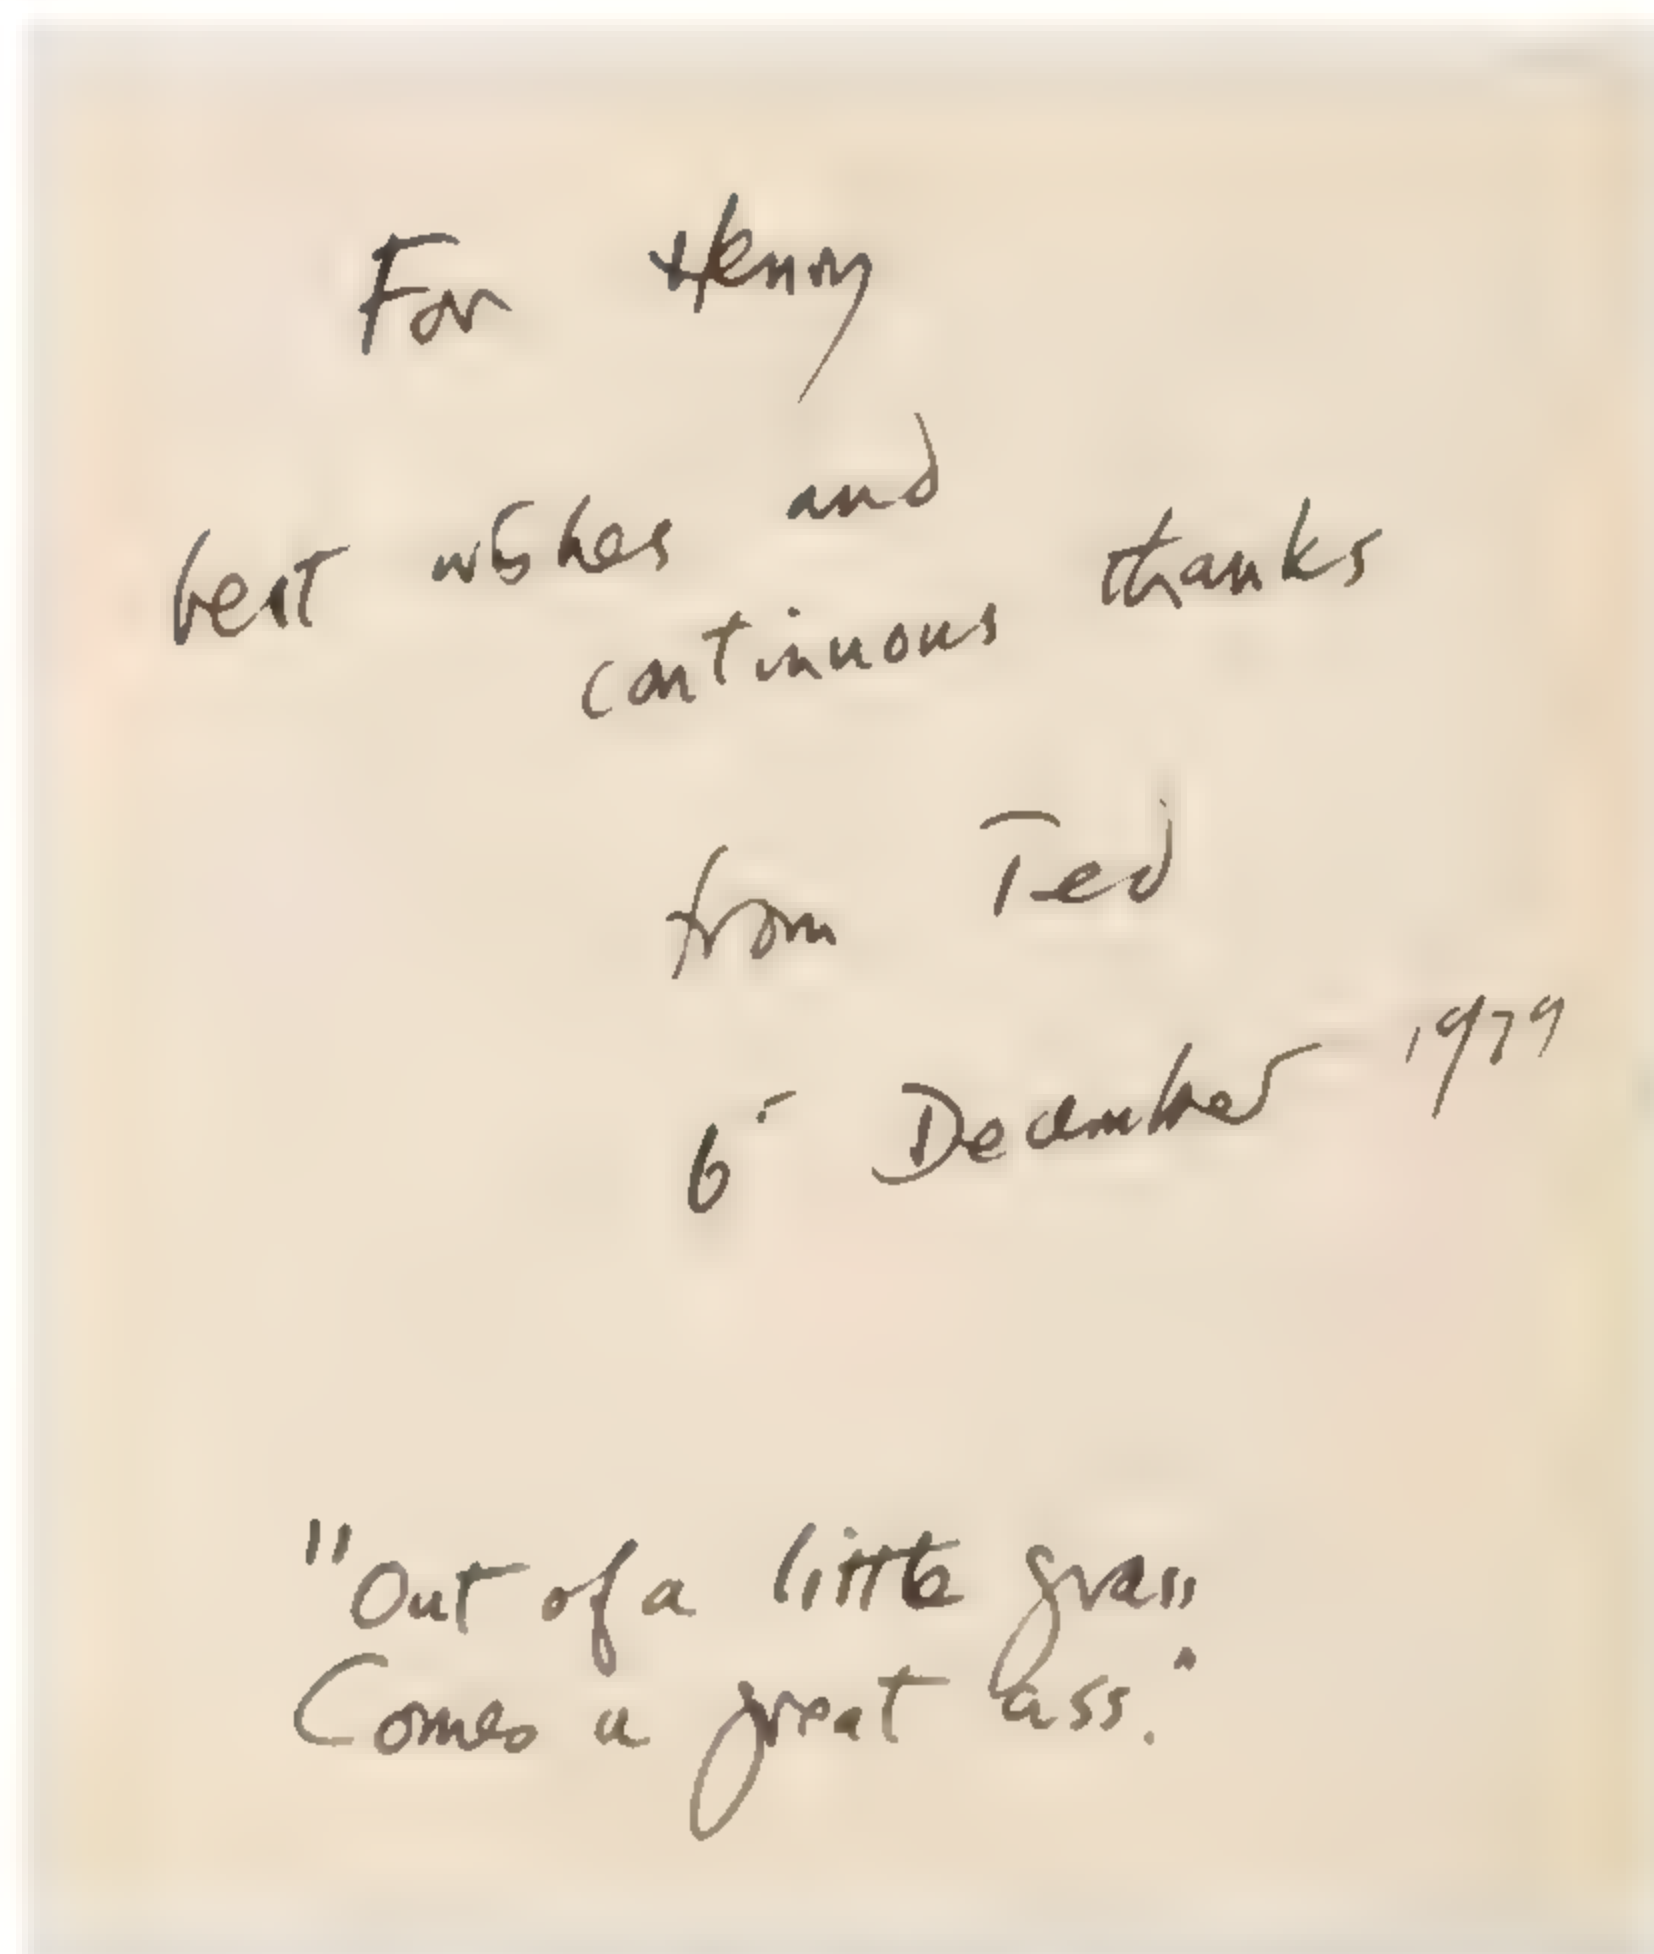 For Henry
best wishes and
continuous thanks
from Ted
6 December 1979
"Out of a little grass
Comes a great ass."